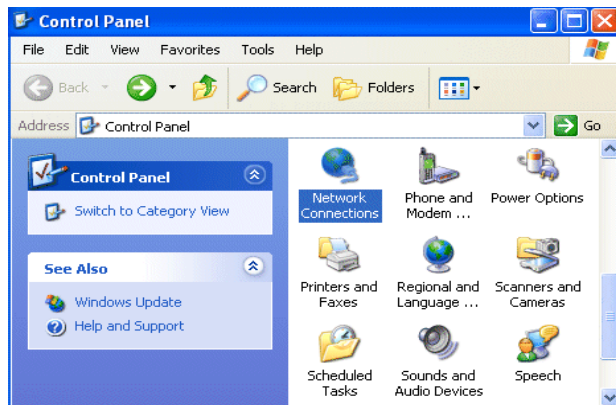 Control Panel
File Edit View Favorites Tools Help
Back Search Folders
Address Control Panel Go
Control Panel
Switch to Category View
See Also
Windows Update
Help and Support
Network
Connections
Phone and
Modem ...
Power Options
Printers and
Faxes
Regional and
Language ...
Scanners and
Cameras
Scheduled
Tasks
Sounds and
Audio Devices
Speech